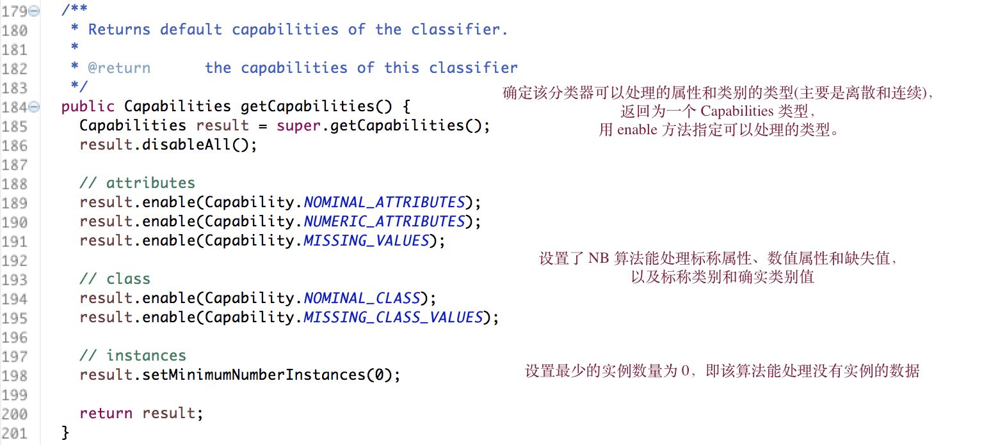 179 /**
180 * Returns default capabilities of the classifier.
181 *
182 * @return the capabilities of this classifier
183 */
确定该分类器可以处理的属性和类别的类型(主要是离散和连续),
184 public Capabilities getCapabilities() {
返回为一个 Capabilities 类型,
185 Capabilities result = super.getCapabilities();
用 enable 方法指定可以处理的类型。
186 result.disableAll();
187
188 // attributes
189 result.enable(Capability.NOMINAL_ATTRIBUTES);
190 result.enable(Capability.NUMERIC_ATTRIBUTES);
191 result.enable(Capability.MISSING_VALUES);
192
设置了 NB 算法能处理标称属性、数值属性和缺失值,
193 // class
以及标称类别和确实类别值
194 result.enable(Capability.NOMINAL_CLASS);
195 result.enable(Capability.MISSING_CLASS_VALUES);
196
197 // instances
198 result.setMinimumNumberInstances(0);
设置最少的实例数量为 0，即该算法能处理没有实例的数据
199
200 return result;
201 }